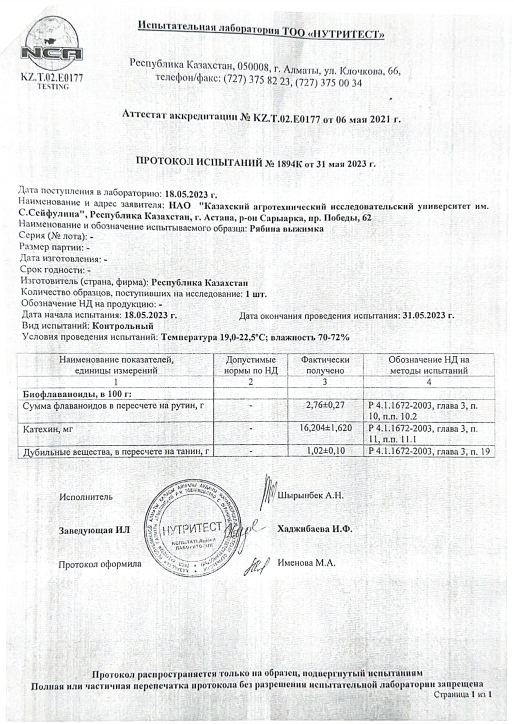 Испытательная лаборатория ТОО «НУТРИТЕСТ»
NCA
KZ.T.02.E0177
TESTING
Республика Казахстан, 050008, г. Алматы, ул. Клочкова, 66,
телефон/факс: (727) 375 82 23, (727) 375 00 34
Аттестат аккредитации № KZ.T.02.E0177 от 06 мая 2021 г.
ПРОТОКОЛ ИСПЫТАНИЙ № 1894К от 31 мая 2023 г.
Дата поступления в лабораторию: 18.05.2023 г.
Наименование и адрес заявителя: НАО "Казахский агротехнический исследовательский университет им.
С.Сейфулина", Республика Казахстан, г. Астана, р-он Сарыарка, пр. Победы, 62
Наименование и обозначение испытываемого образца: Рябина выжимка
Серия (№ лота): -
Размер партии: -
Дата изготовления: -
Срок годности: -
Изготовитель (страна, фирма): Республика Казахстан
Количество образцов, поступивших на исследование: 1 шт.
Обозначение НД на продукцию: -
Дата начала испытания: 18.05.2023 г. Дата окончания проведения испытания: 31.05.2023 г.
Вид испытаний: Контрольный
Условия проведения испытаний: Температура 19,0-22,5ºС; влажность 70-72%
Наименование показателей, единицы измерений
Допустимые нормы по НД
Фактически получено
Обозначение НД на методы испытаний
1 2 3 4
Биофлаваноиды, в 100 г:
Сумма флаваноидов в пересчете на рутин, г - 2,76±0,27 Р 4.1.1672-2003, глава 3, п.
10, п.п. 10.2
Катехин, мг - 16,204±1,620 Р 4.1.1672-2003, глава 3, п.
11, п.п. 11.1
Дубильные вещества, в пересчете на танин, г - 1,02±0,10 Р 4.1.1672-2003, глава 3, п. 19
Исполнитель Шырынбек А.Н.
НУТРИТЕСТ
ИСПЫТАТЕЛЬНАЯ
ЛАБОРАТОРИЯ
Заведующая ИЛ Хаджибаева И.Ф.
Протокол оформила Именова М.А.
Протокол распространяется только на образец, подвергнутый испытаниям
Полная или частичная перепечатка протокола без разрешения испытательной лаборатории запрещена
Страница 1 из 1